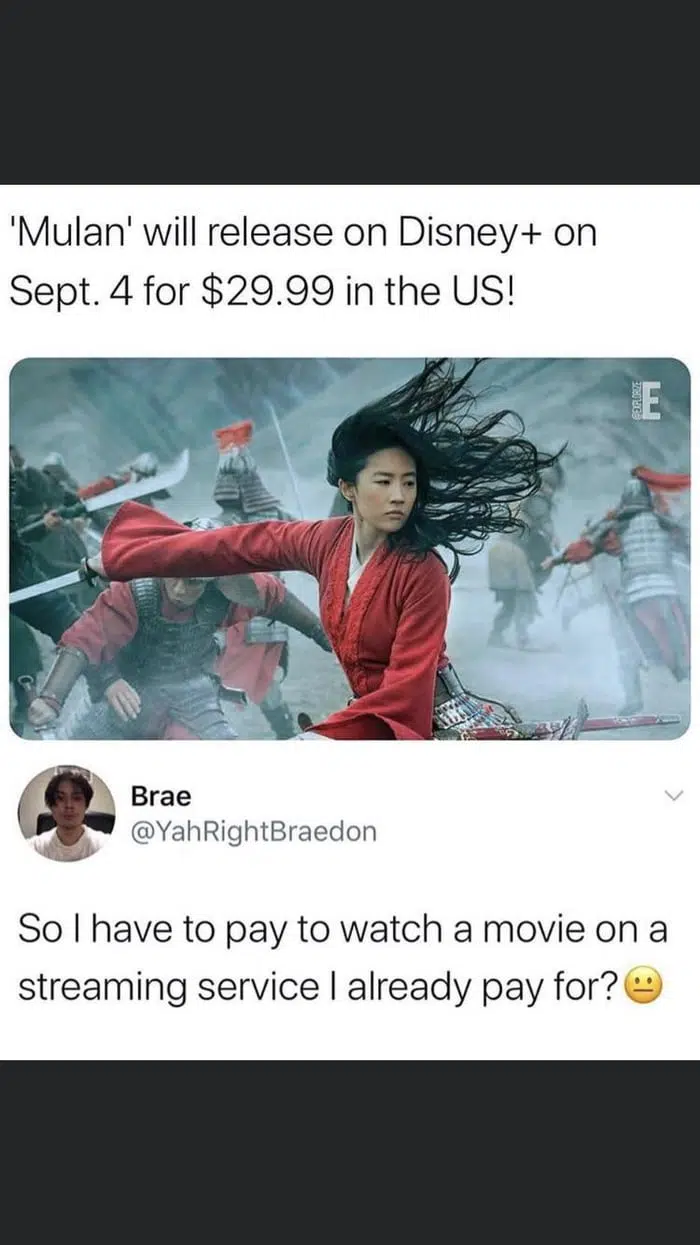 'Mulan' will release on Disney+ on
Sept. 4 for $29.99 in the US!
@EXPLORIZE
E
Brae
@YahRightBraedon
So I have to pay to watch a movie on a
streaming service I already pay for?😐